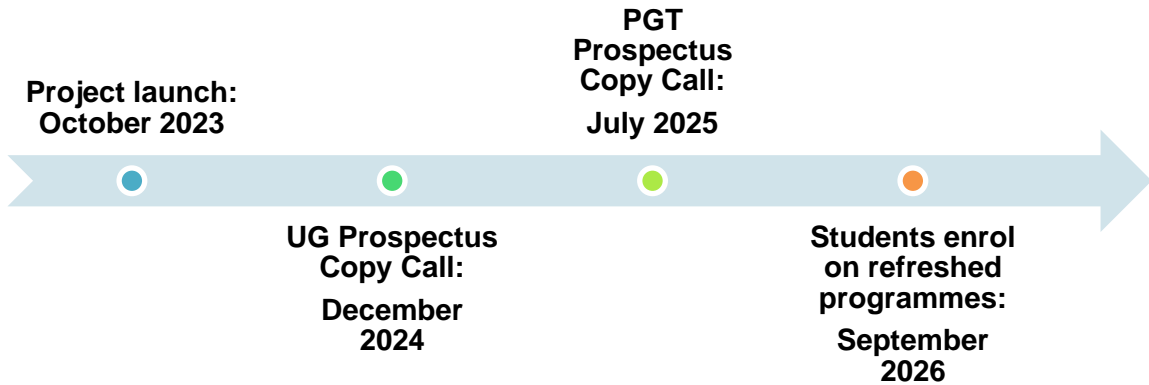 Project launch:
October 2023
UG Prospectus
Copy Call:
December
2024
PGT
Prospectus
Copy Call:
July 2025
Students enrol
on refreshed
programmes:
September
2026